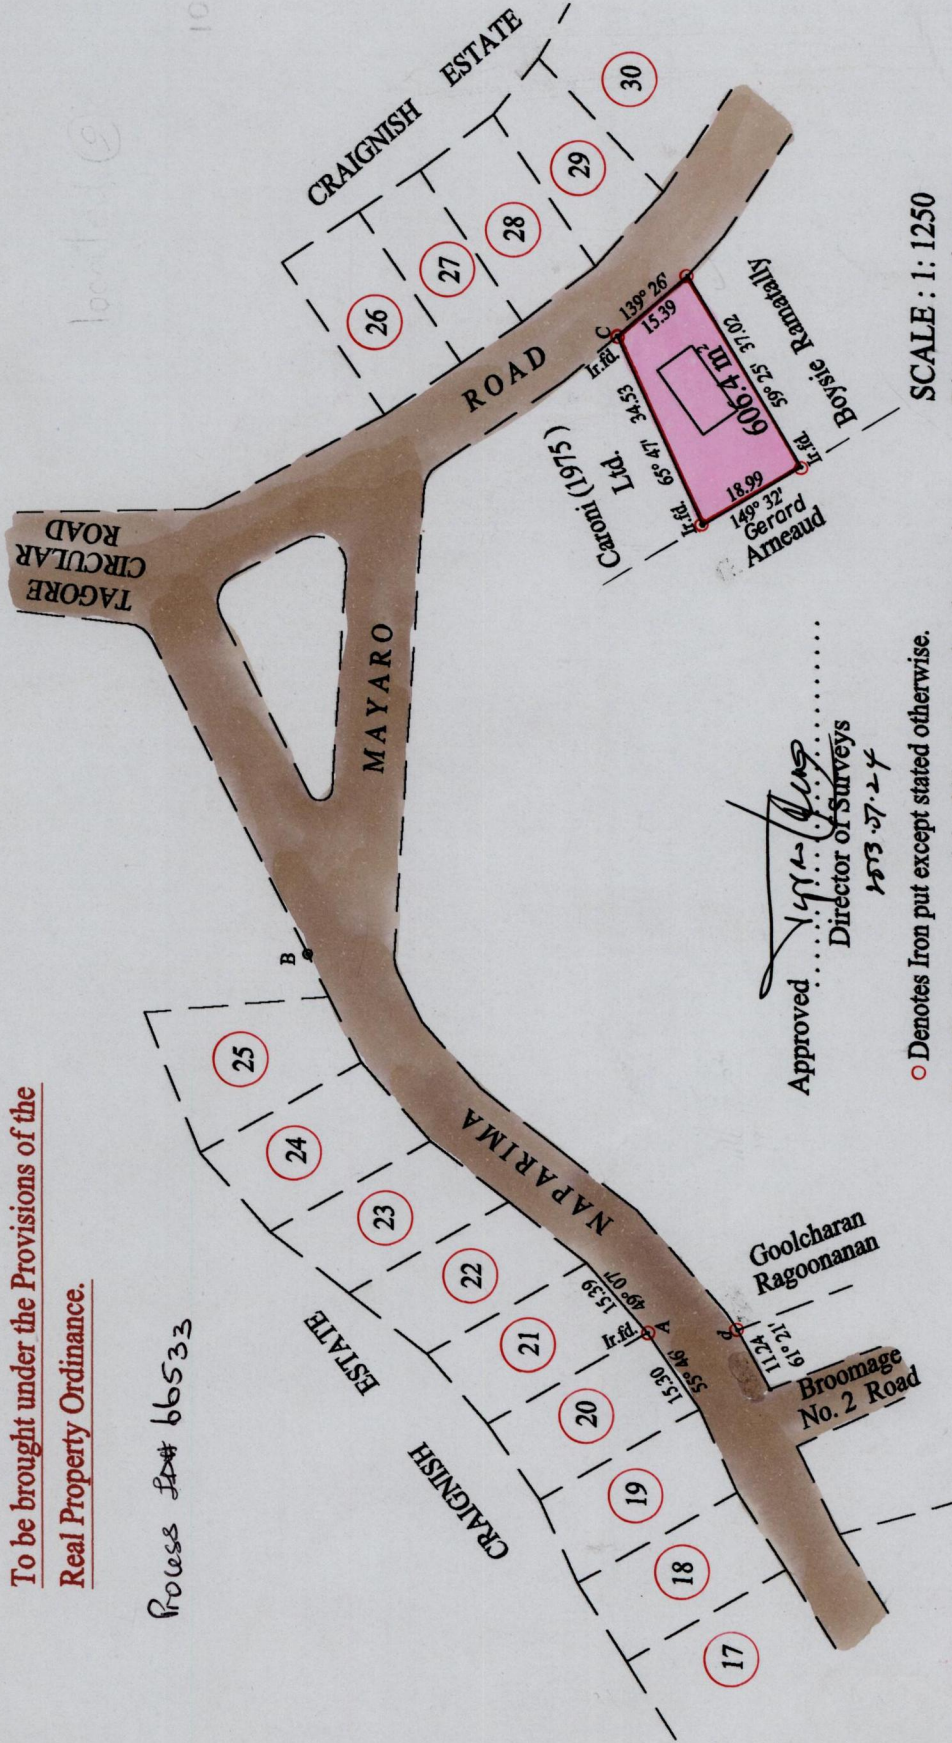 To be brought under the Provisions of the
Real Property Ordinance.
Process 66533
CRAIGNISH ESTATE
CRAIGNISH ESTATE
TAGORE
CIRCULAR
ROAD
NAPARIMA MAYARO ROAD
17
18
19
20
21
22
23
24
25
26
27
28
29
30
B
Ir.fd.
A
15.39
49° 07'
15.30
55° 46'
d
11.24
61° 21'
Goolcharan
Ragoonanan
Broomage
No. 2 Road
Caroni (1975)
Ltd.
Ir.fd. 65° 47' 34.53 Ir.fd. C
139° 26'
15.39
606.4 m²
59° 25' 37.02
Ir.fd.
18.99
149° 32'
Gerard
Arneaud
Boysie Ramatally
Approved
Director of Surveys
○ Denotes Iron put except stated otherwise.
SCALE : 1: 1250